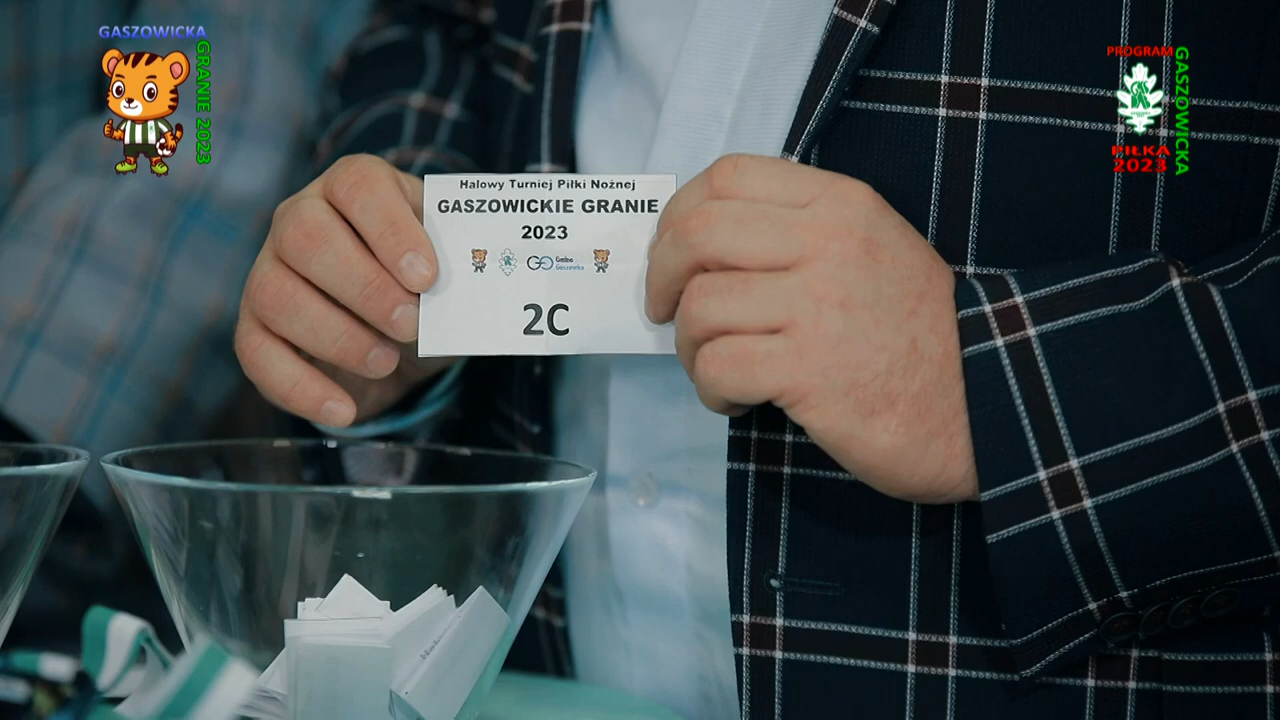 GASZOWICKA
GRANIE 2023
PROGRAM
GASZOWICKA
PIŁKA
2023
Halowy Turniej Piłki Nożnej
GASZOWICKIE GRANIE
2023
Gmina
Gaszowice
2C